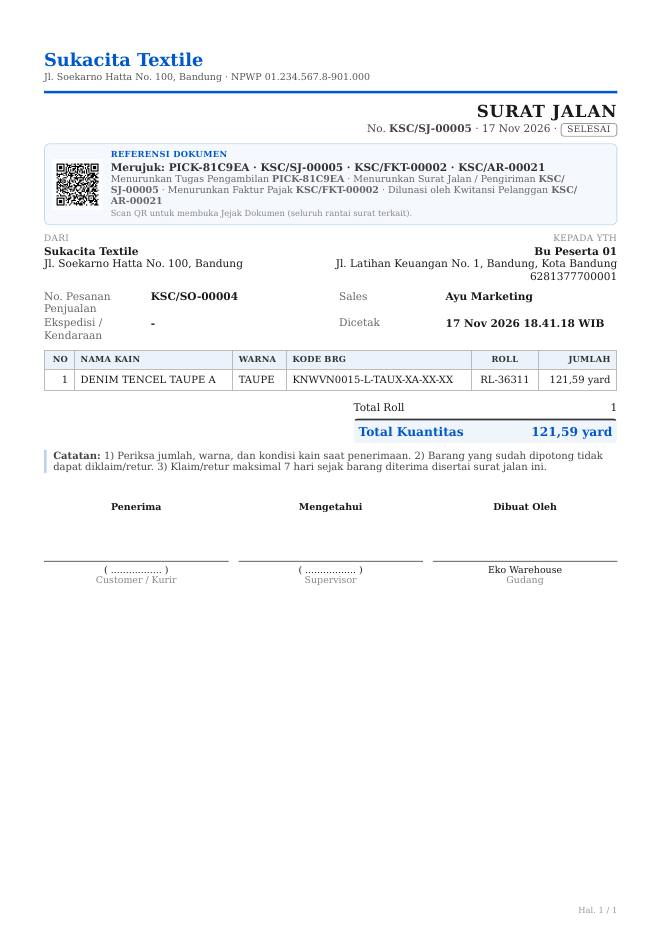 Sukacita Textile
Jl. Soekarno Hatta No. 100, Bandung · NPWP 01.234.567.8-901.000
SURAT JALAN
No. KSC/SJ-00005 · 17 Nov 2026 · SELESAI
REFERENSI DOKUMEN
Merujuk: PICK-81C9EA · KSC/SJ-00005 · KSC/FKT-00002 · KSC/AR-00021
Menurunkan Tugas Pengambilan PICK-81C9EA · Menurunkan Surat Jalan / Pengiriman KSC/
SJ-00005 · Menurunkan Faktur Pajak KSC/FKT-00002 · Dilunasi oleh Kwitansi Pelanggan KSC/
AR-00021
Scan QR untuk membuka Jejak Dokumen (seluruh rantai surat terkait).
DARI
Sukacita Textile
Jl. Soekarno Hatta No. 100, Bandung
KEPADA YTH
Bu Peserta 01
Jl. Latihan Keuangan No. 1, Bandung, Kota Bandung
6281377700001
No. Pesanan Penjualan KSC/SO-00004 Sales Ayu Marketing
Ekspedisi / Kendaraan - Dicetak 17 Nov 2026 18.41.18 WIB
NO NAMA KAIN WARNA KODE BRG ROLL JUMLAH
1 DENIM TENCEL TAUPE A TAUPE KNWVN0015-L-TAUX-XA-XX-XX RL-36311 121,59 yard
Total Roll 1
Total Kuantitas 121,59 yard
Catatan: 1) Periksa jumlah, warna, dan kondisi kain saat penerimaan. 2) Barang yang sudah dipotong tidak
dapat diklaim/retur. 3) Klaim/retur maksimal 7 hari sejak barang diterima disertai surat jalan ini.
Penerima Mengetahui Dibuat Oleh
( ................. ) ( ................. ) Eko Warehouse
Customer / Kurir Supervisor Gudang
Hal. 1 / 1